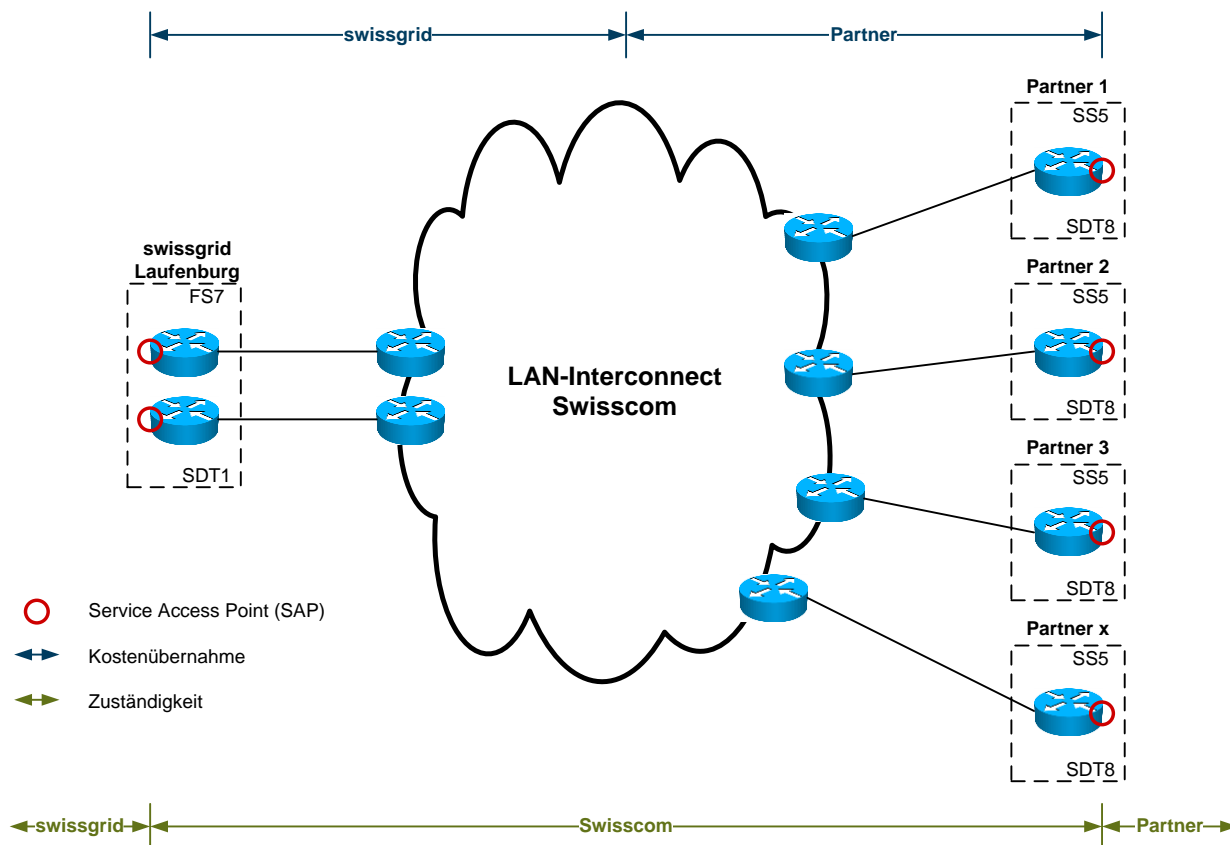 swissgrid
Partner
Partner 1
SS5
SDT8
swissgrid
Laufenburg
FS7
SDT1
Partner 2
SS5
SDT8
LAN-Interconnect
Swisscom
Partner 3
SS5
SDT8
Service Access Point (SAP)
Kostenübernahme
Zuständigkeit
Partner x
SS5
SDT8
swissgrid
Swisscom
Partner